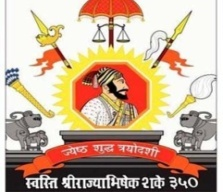 ज्येष्ठ शुद्ध त्रयोदशी
स्वस्ति श्रीराज्याभिषेक शके ३५०